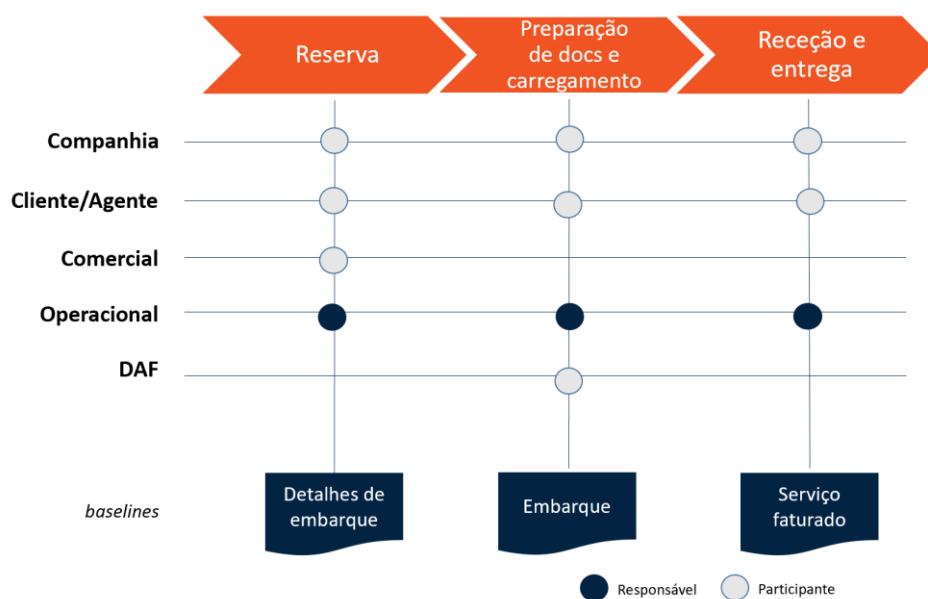 Reserva
Preparação
de docs e
carregamento
Receção e
entrega
Companhia
Cliente/Agente
Comercial
Operacional
DAF
baselines
Detalhes de
embarque
Embarque
Serviço
faturado
Responsável
Participante